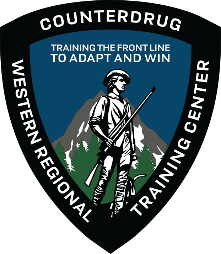 COUNTERDRUG
TRAINING THE FRONT LINE
TO ADAPT AND WIN
WESTERN REGIONAL
TRAINING CENTER